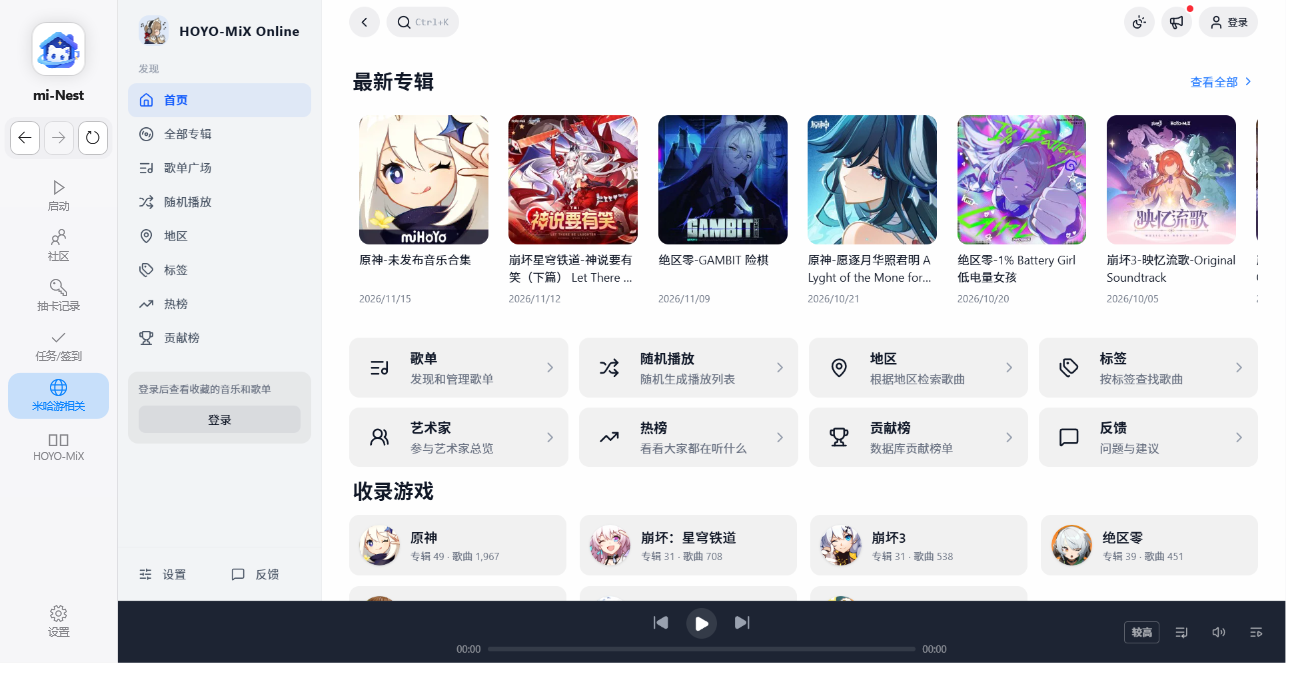 mi-Nest
启动
社区
抽卡记录
任务/签到
米哈游相关
HOYO-MiX
设置
HOYO-MiX Online
发现
首页
全部专辑
歌单广场
随机播放
地区
标签
热榜
贡献榜
登录后查看收藏的音乐和歌单
登录
设置
反馈
Ctrl+K
登录
最新专辑
查看全部
miHoYo
原神-未发布音乐合集
2026/11/15
神说要有笑
崩坏星穹铁道-神说要有
笑（下篇） Let There ...
2026/11/12
GAMBIT
绝区零-GAMBIT 险棋
2026/11/09
原神
原神-愿逐月华照君明 A
Lyght of the Mone for...
2026/10/21
1% Battery
Girl
绝区零-1% Battery Girl
低电量女孩
2026/10/20
HOYO-MiX
映忆流歌
崩坏3-映忆流歌-Original
Soundtrack
2026/10/05
歌单
发现和管理歌单
随机播放
随机生成播放列表
地区
根据地区检索歌曲
标签
按标签查找歌曲
艺术家
参与艺术家总览
热榜
看看大家都在听什么
贡献榜
数据库贡献榜单
反馈
问题与建议
收录游戏
原神
专辑 49 · 歌曲 1,967
崩坏：星穹铁道
专辑 31 · 歌曲 708
崩坏3
专辑 31 · 歌曲 538
绝区零
专辑 39 · 歌曲 451
00:00
00:00
较高